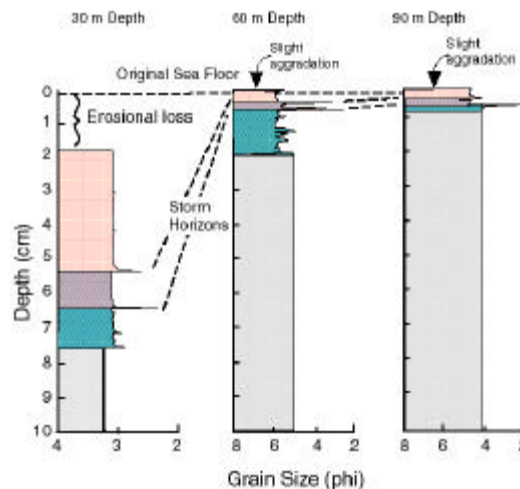 30 m Depth
60 m Depth
90 m Depth
Slight
aggradation
Slight
aggradation
Original Sea Floor
Erosional loss
Storm
Horizons
Depth (cm)
0
1
2
3
4
5
6
7
8
9
10
4 3 2
8 6 4 2
8 6 4 2
Grain Size (phi)